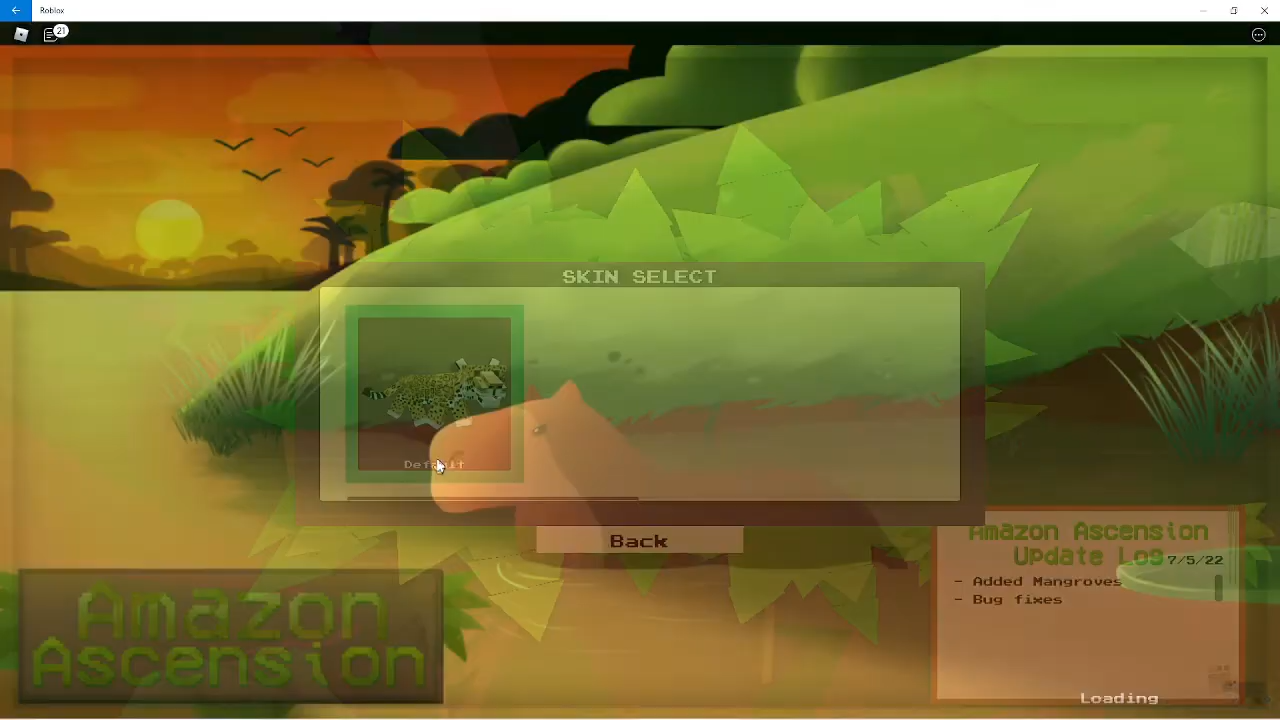 Roblox
21
SKIN SELECT
Default
Back
Amazon Ascension
Update Log 7/5/22
- Added Mangroves
- Bug fixes
Amazon
Ascension
Loading